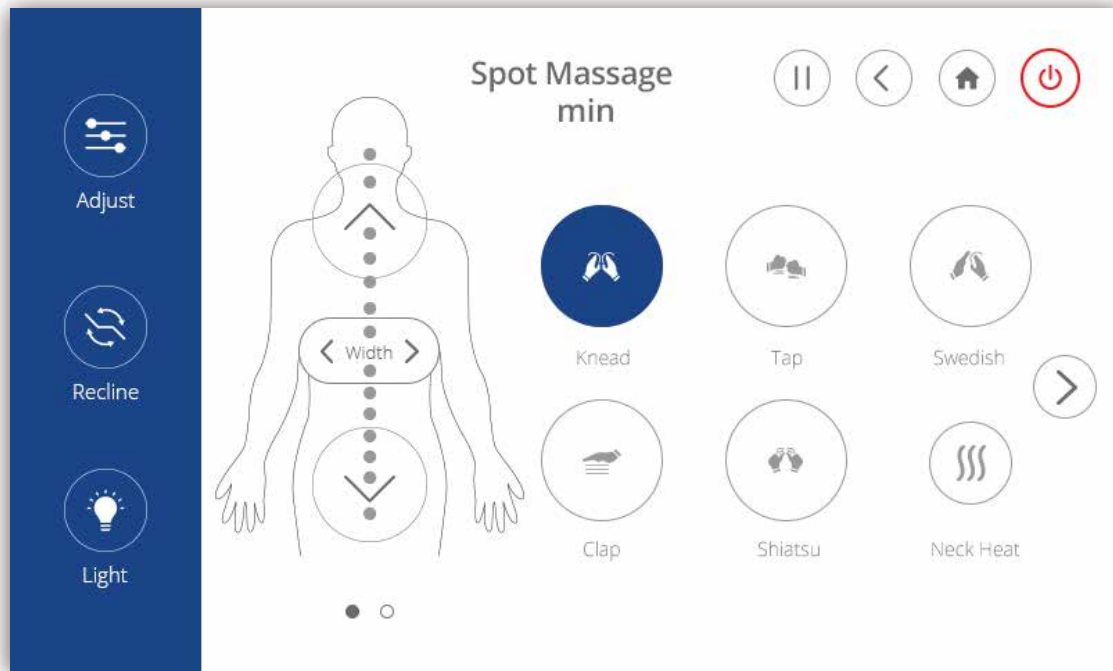 Spot Massage
min
Adjust
Recline
Light
Width
Knead
Tap
Swedish
Clap
Shiatsu
Neck Heat